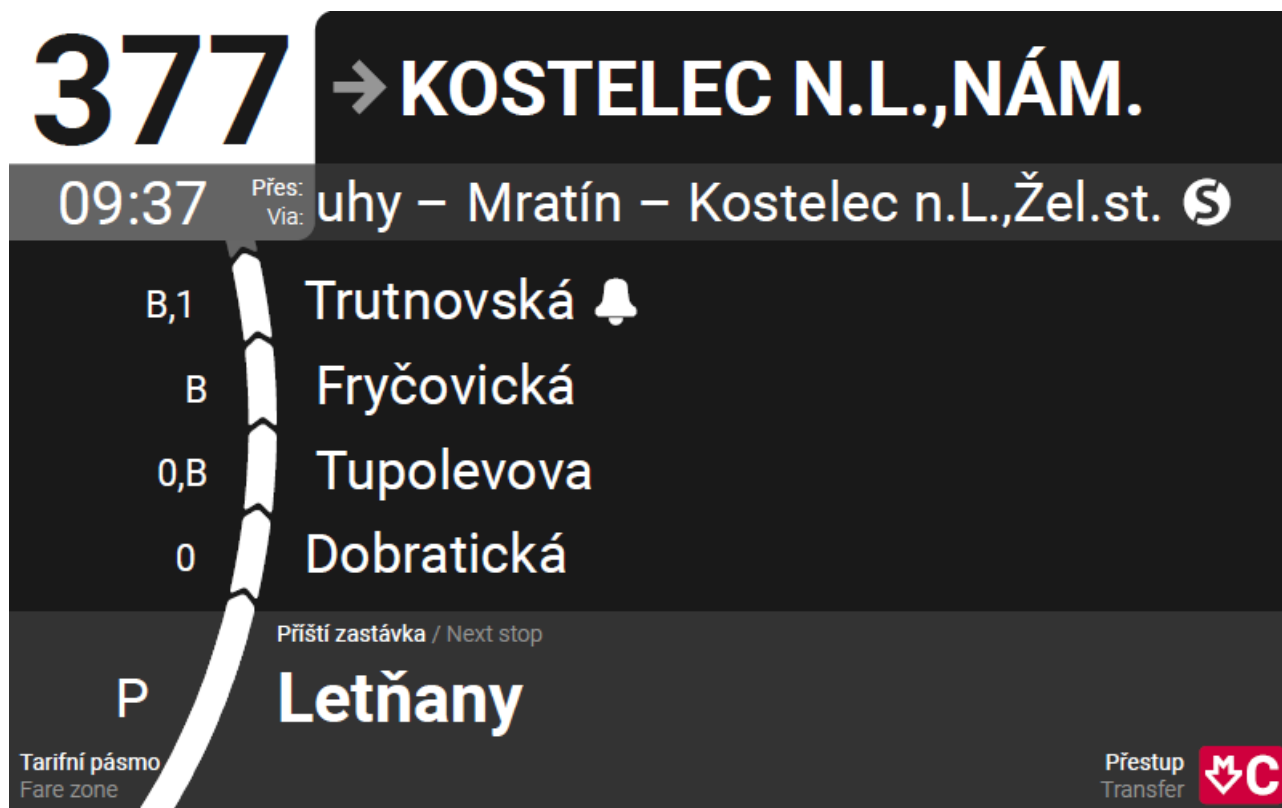 377
KOSTELEC N.L.,NÁM.
09:37
Přes:
Via:
uhy – Mratín – Kostelec n.L.,Žel.st. S
B,1 Trutnovská
B Fryčovická
0,B Tupolevova
0 Dobratická
Příští zastávka / Next stop
P Letňany
Tarifní pásmo
Fare zone
Přestup
Transfer
M C